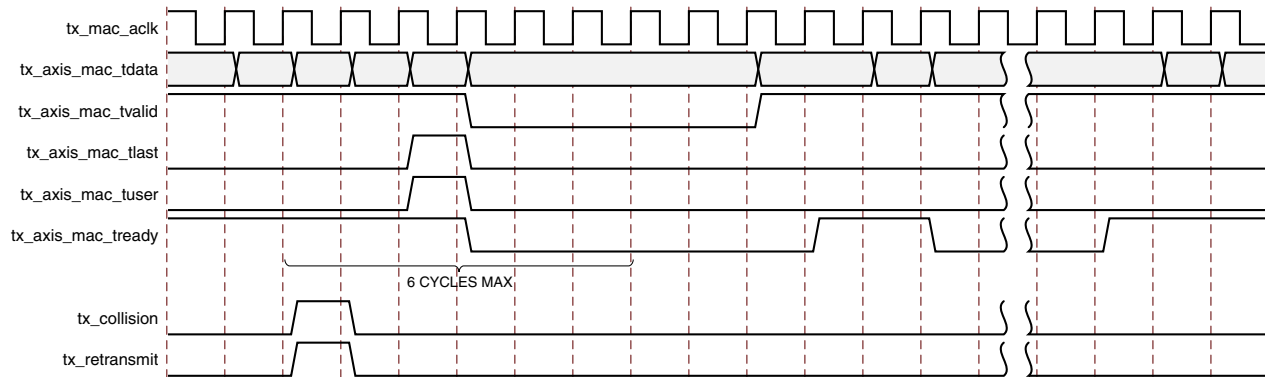 tx_mac_aclk
tx_axis_mac_tdata
tx_axis_mac_tvalid
tx_axis_mac_tlast
tx_axis_mac_tuser
tx_axis_mac_tready
6 CYCLES MAX
tx_collision
tx_retransmit